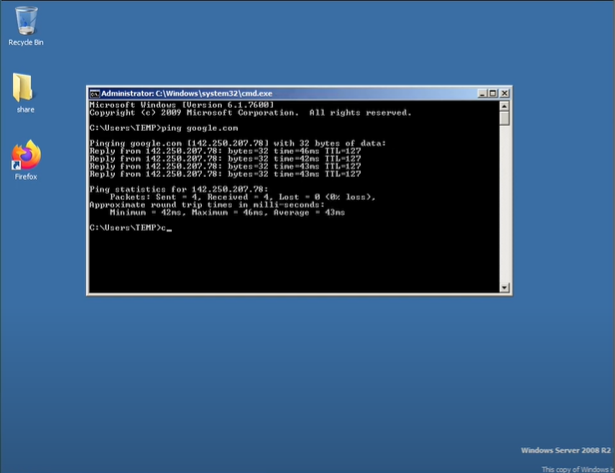 Recycle Bin
share
Firefox
Administrator: C:\Windows\system32\cmd.exe
Microsoft Windows [Version 6.1.7600]
Copyright (c) 2009 Microsoft Corporation.  All rights reserved.
C:\Users\TEMP>ping google.com
Pinging google.com [142.250.207.78] with 32 bytes of data:
Reply from 142.250.207.78: bytes=32 time=46ms TTL=127
Reply from 142.250.207.78: bytes=32 time=42ms TTL=127
Reply from 142.250.207.78: bytes=32 time=43ms TTL=127
Reply from 142.250.207.78: bytes=32 time=43ms TTL=127
Ping statistics for 142.250.207.78:
    Packets: Sent = 4, Received = 4, Lost = 0 (0% loss),
Approximate round trip times in milli-seconds:
    Minimum = 42ms, Maximum = 46ms, Average = 43ms
C:\Users\TEMP>c_
Windows Server 2008 R2
This copy of Windows is